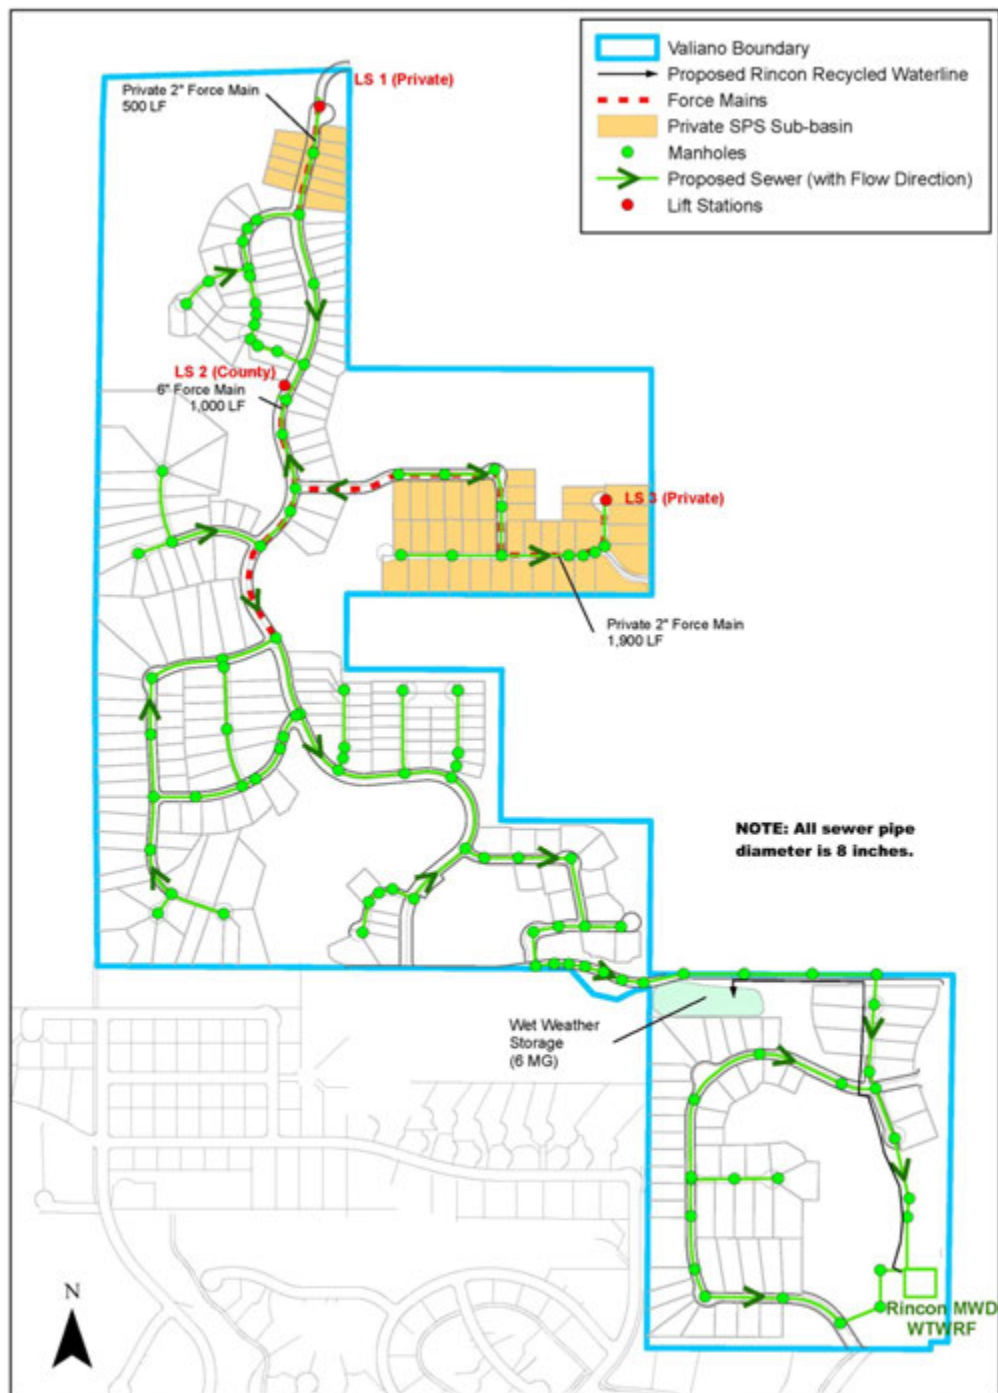 Valiano Boundary
Proposed Rincon Recycled Waterline
Force Mains
Private SPS Sub-basin
Manholes
Proposed Sewer (with Flow Direction)
Lift Stations
LS 1 (Private)
Private 2" Force Main
500 LF
LS 2 (County)
6" Force Main
1,000 LF
LS 3 (Private)
Private 2" Force Main
1,900 LF
NOTE: All sewer pipe
diameter is 8 inches.
Wet Weather
Storage
(6 MG)
N
Rincon MWD
WTWRF